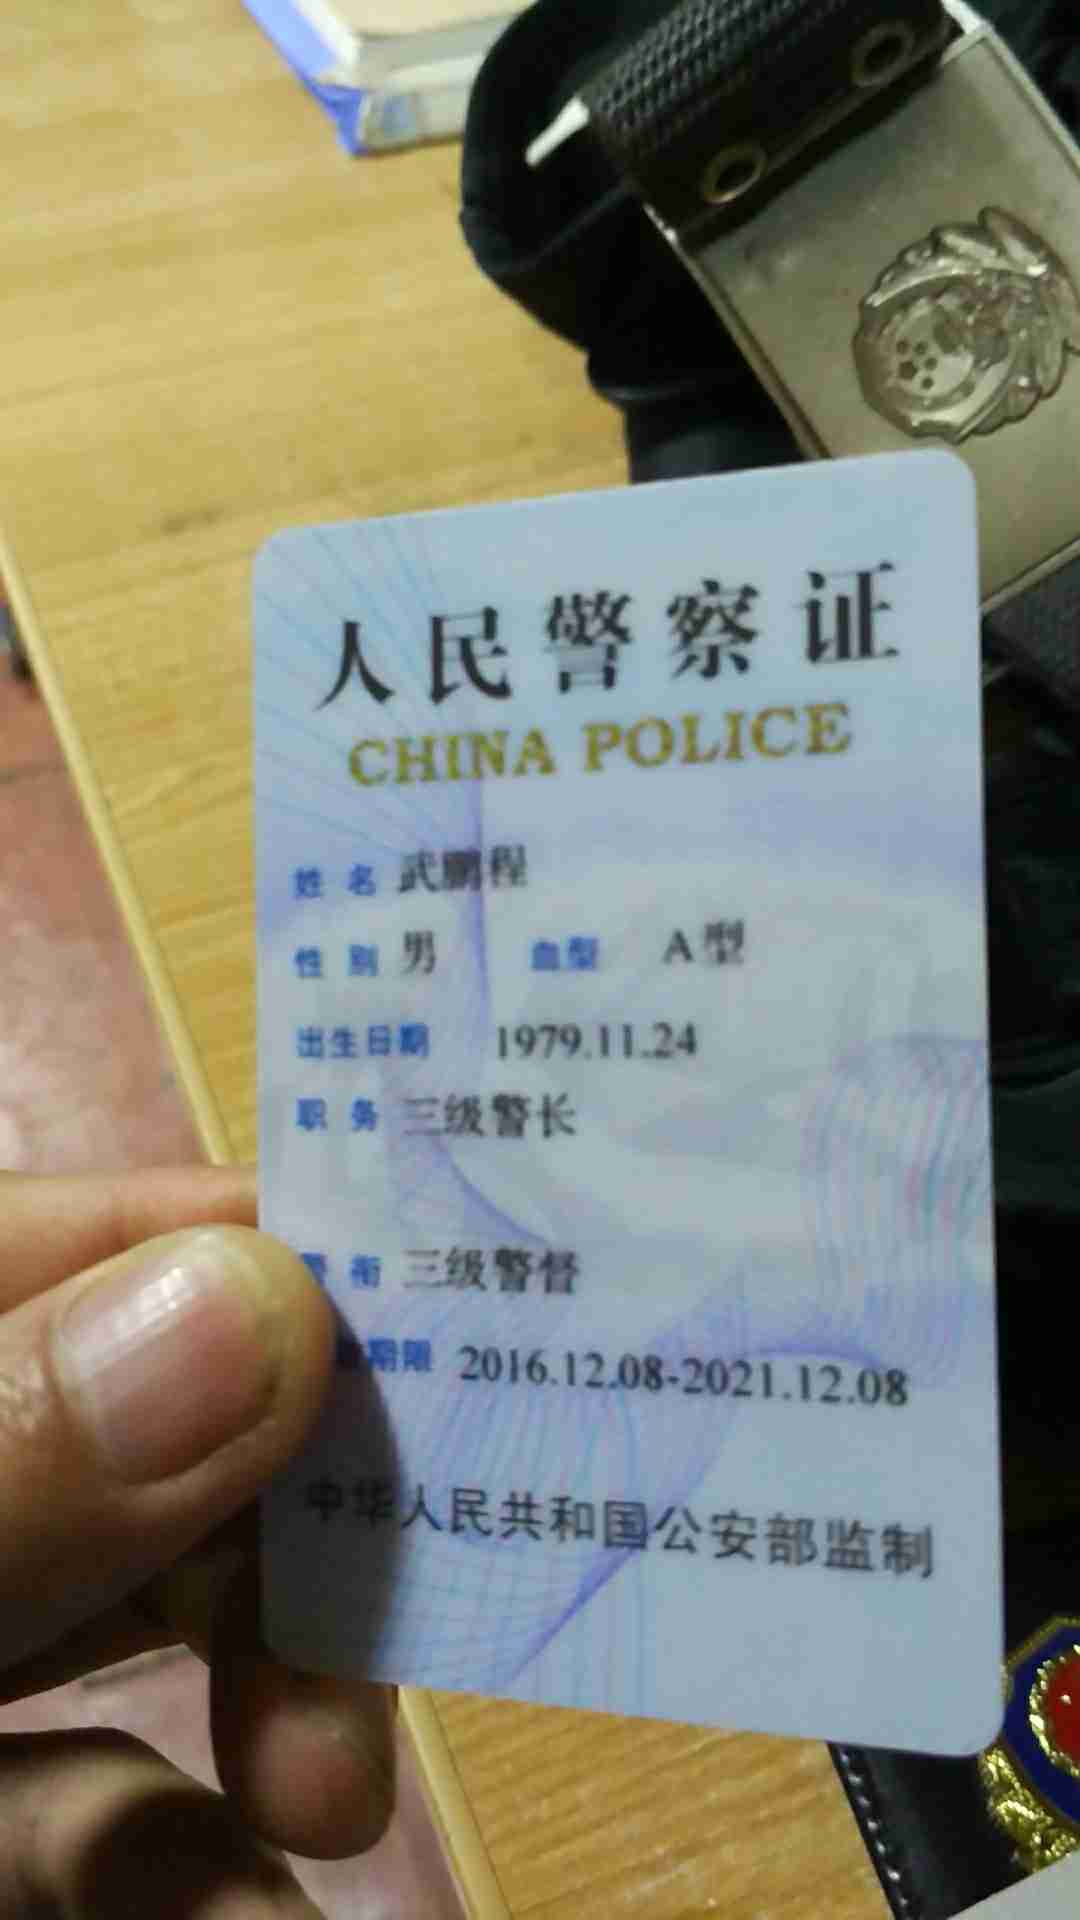 人民警察证
CHINA POLICE
姓名 武鹏程
性别 男 血型 A型
出生日期 1979.11.24
职务 三级警长
警衔 三级警督
期限 2016.12.08-2021.12.08
中华人民共和国公安部监制